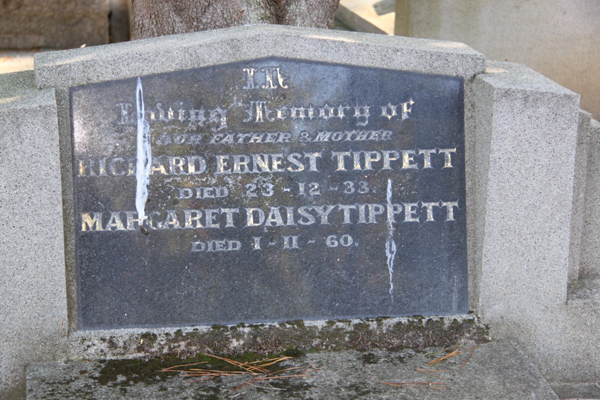 In
Loving Memory of
OUR FATHER & MOTHER
RICHARD ERNEST TIPPETT
DIED 23-12-33.
MARGARET DAISY TIPPETT
DIED 1-11-60.